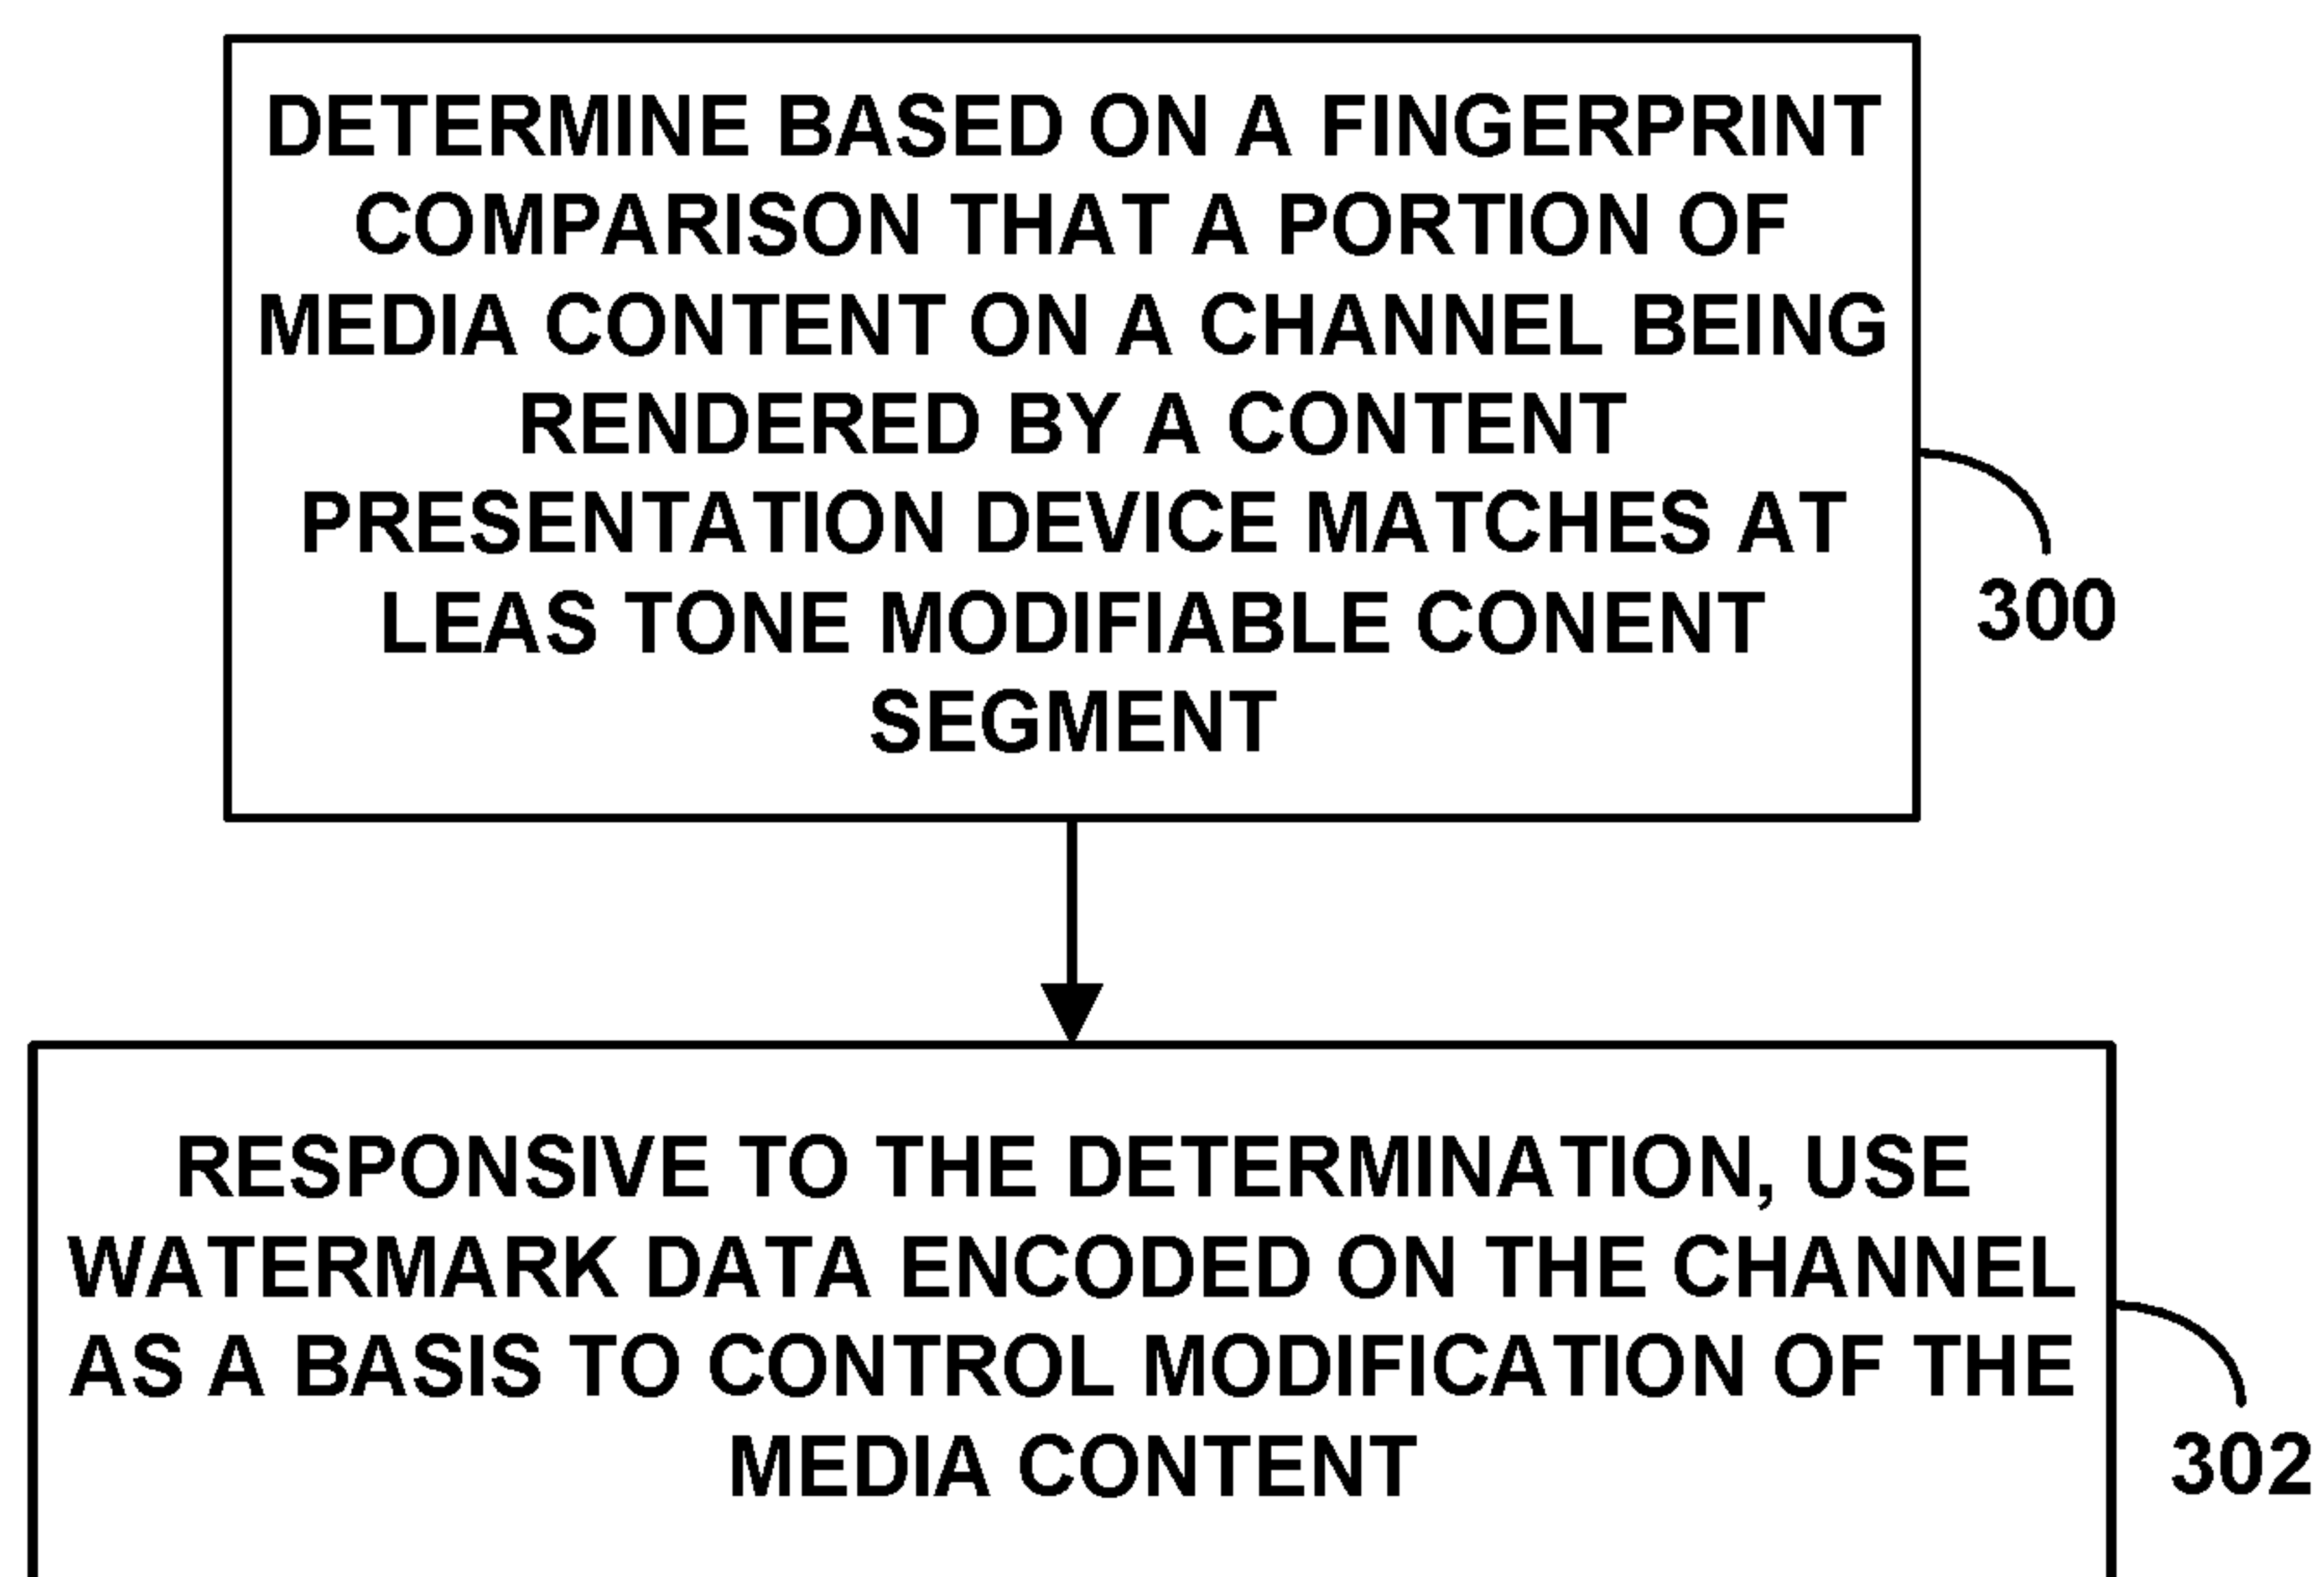 DETERMINE BASED ON A FINGERPRINT
COMPARISON THAT A PORTION OF
MEDIA CONTENT ON A CHANNEL BEING
RENDERED BY A CONTENT
PRESENTATION DEVICE MATCHES AT
LEAS TONE MODIFIABLE CONENT
SEGMENT
300
RESPONSIVE TO THE DETERMINATION, USE
WATERMARK DATA ENCODED ON THE CHANNEL
AS A BASIS TO CONTROL MODIFICATION OF THE
MEDIA CONTENT
302